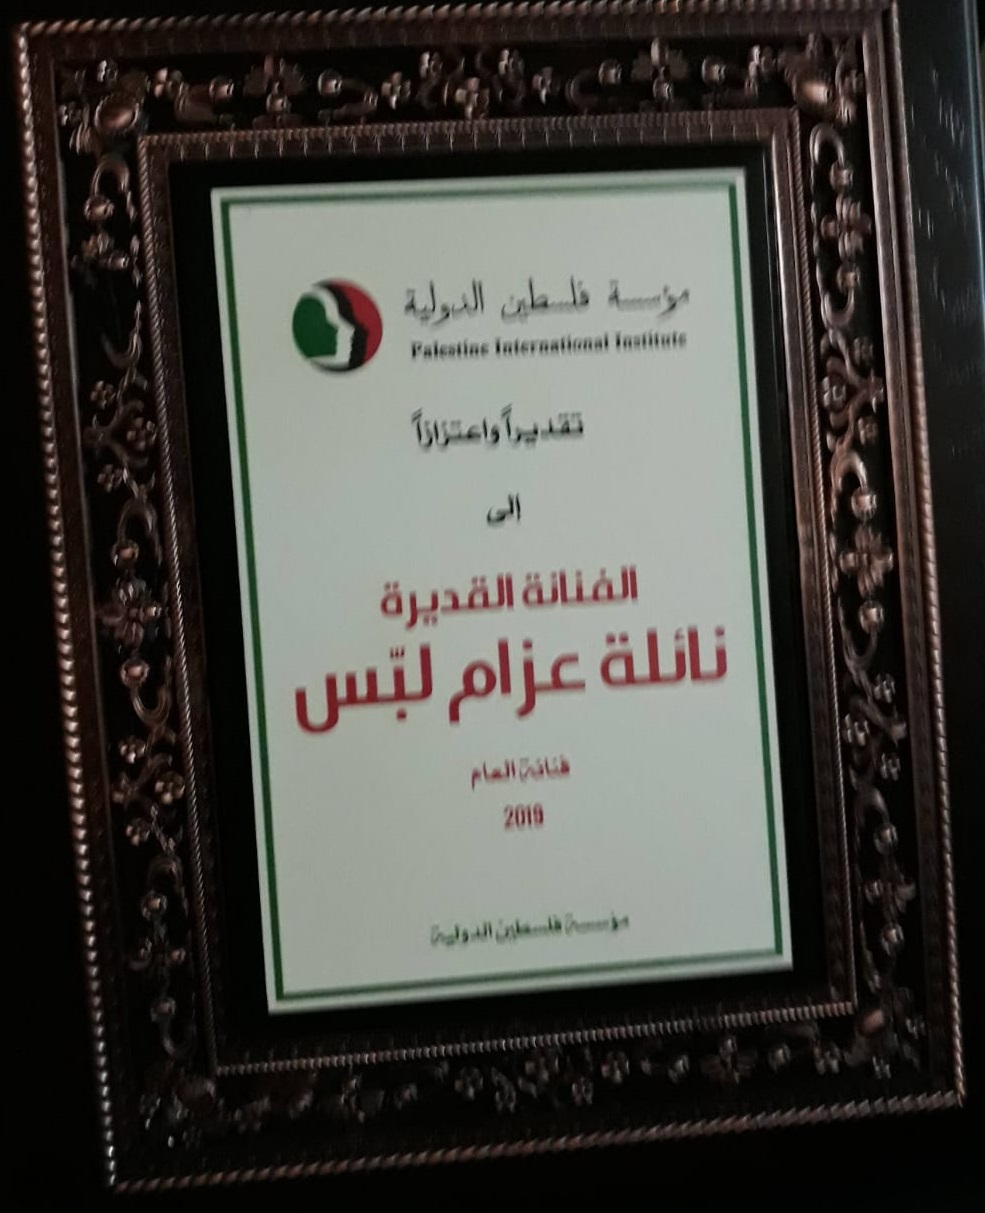 مؤسسة فلسطين الدولية
Palestine International Institute
تقديراً واعتزازاً
إلى
الفنانة القديرة
نائلة عزام لبّس
فنانة العام
2019
مؤسسة فلسطين الدولية